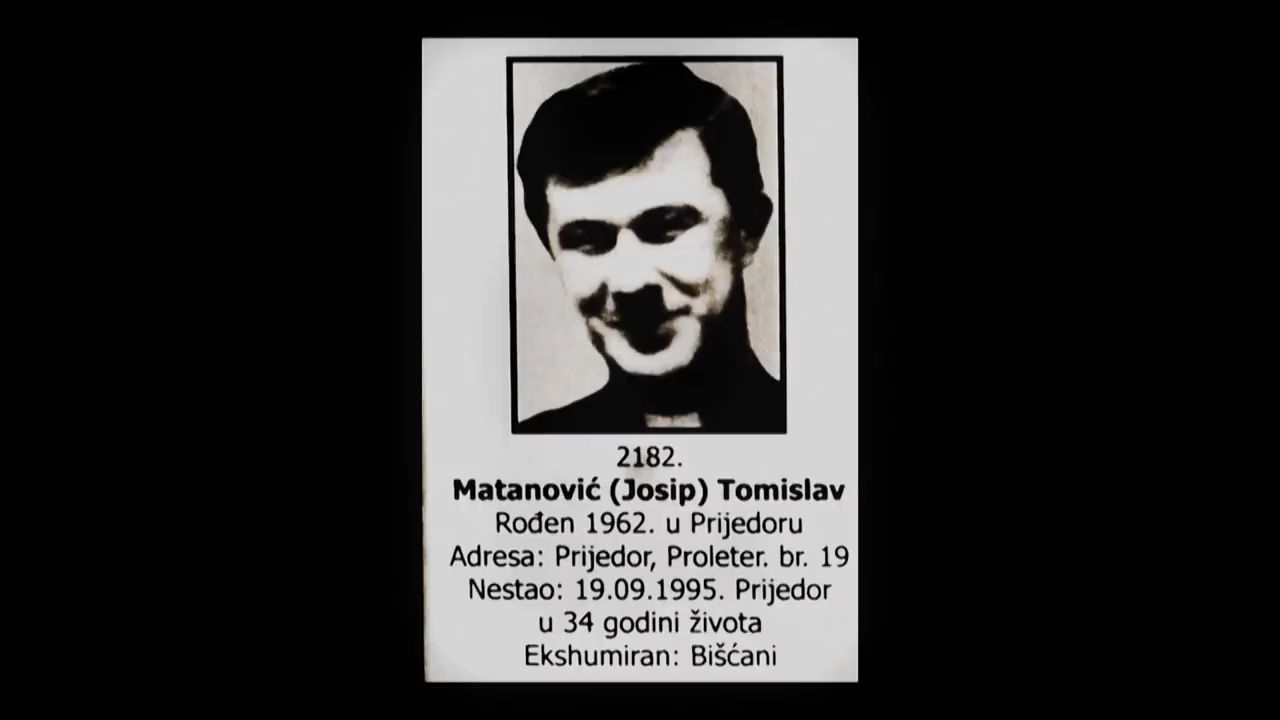 2182.
Matanović (Josip) Tomislav
Rođen 1962. u Prijedoru
Adresa: Prijedor, Proleter. br. 19
Nestao: 19.09.1995. Prijedor
u 34 godini života
Ekshumiran: Bišćani